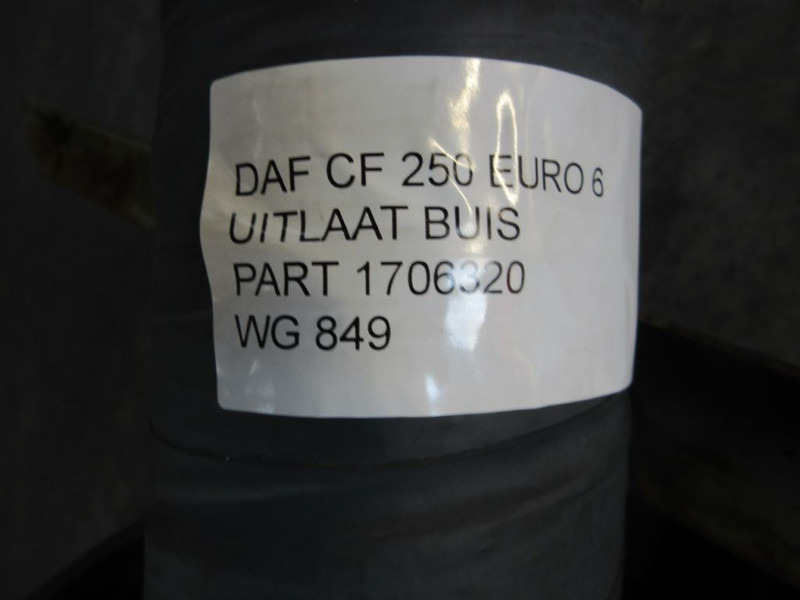 DAF CF 250 EURO 6
UITLAAT BUIS
PART 1706320
WG 849